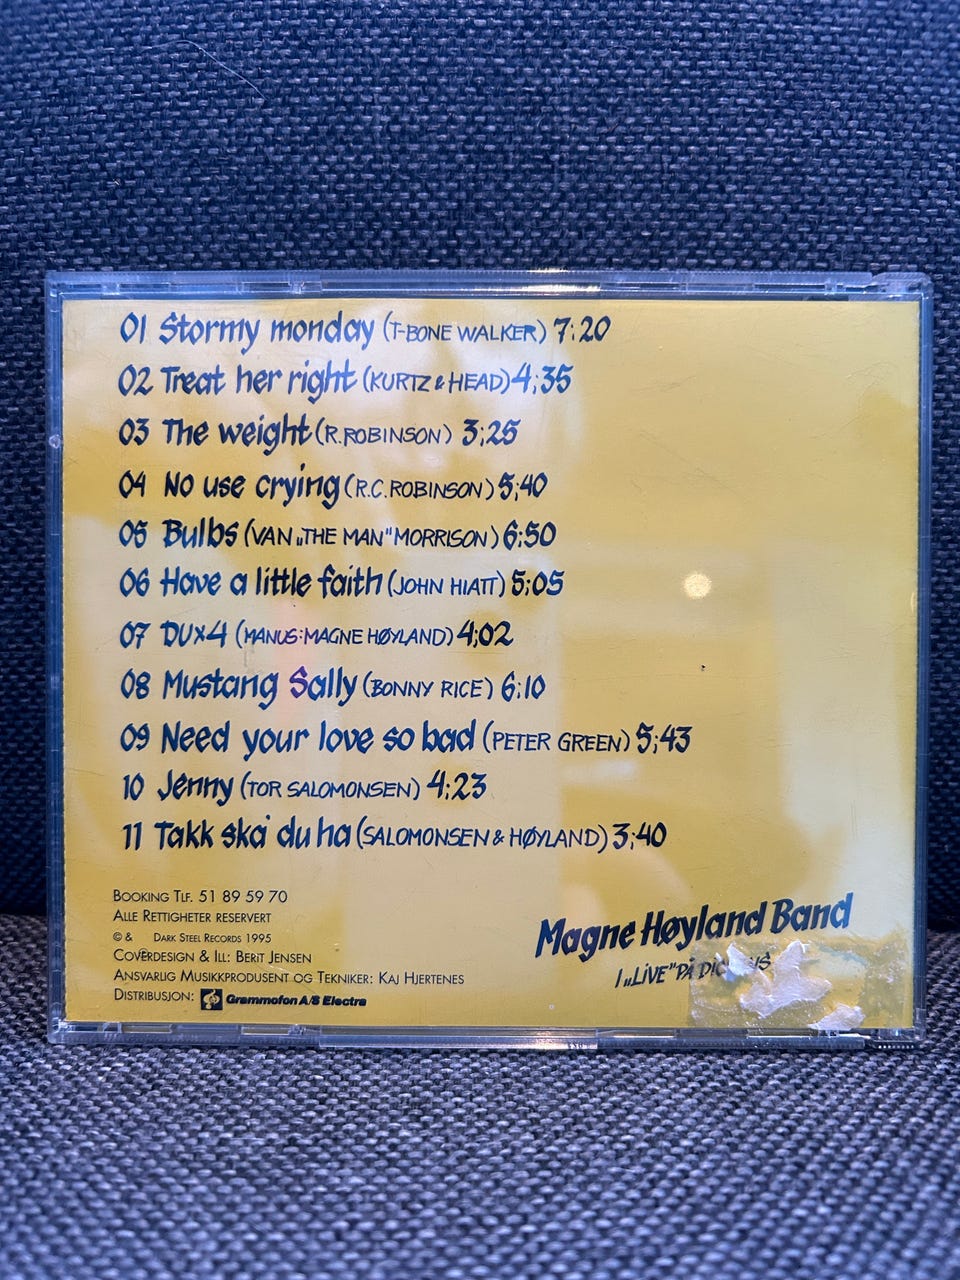 01 Stormy monday (T-BONE WALKER) 7:20
02 Treat her right (KURTZ & HEAD) 4:35
03 The weight (R.ROBINSON) 3:25
04 No use crying (R.C.ROBINSON) 5:40
05 Bulbs (VAN „THE MAN" MORRISON) 6:50
06 Have a little faith (JOHN HIATT) 5:05
07 DUx4 (MANUS:MAGNE HØYLAND) 4:02
08 Mustang Sally (BONNY RICE) 6:10
09 Need your love so bad (PETER GREEN) 5:43
10 Jenny (TOR SALOMONSEN) 4:23
11 Takk ska' du ha (SALOMONSEN & HØYLAND) 3:40
BOOKING TLF. 51 89 59 70
ALLE RETTIGHETER RESERVERT
© & DARK STEEL RECORDS 1995
COVERDESIGN & ILL: BERIT JENSEN
ANSVARLIG MUSIKKPRODUSENT OG TEKNIKER: KAJ HJERTENES
DISTRIBUSJON: Grammofon A/S Electra
Magne Høyland Band
I „LIVE" PÅ